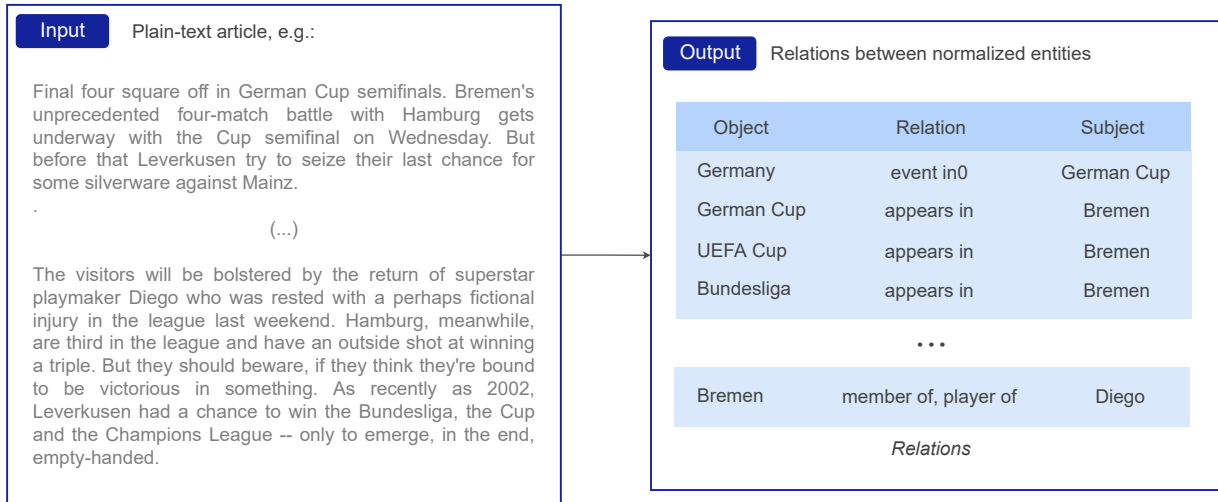 Input
Plain-text article, e.g.:
Final four square off in German Cup semifinals. Bremen's
unprecedented four-match battle with Hamburg gets
underway with the Cup semifinal on Wednesday. But
before that Leverkusen try to seize their last chance for
some silverware against Mainz.
.
(...)
The visitors will be bolstered by the return of superstar
playmaker Diego who was rested with a perhaps fictional
injury in the league last weekend. Hamburg, meanwhile,
are third in the league and have an outside shot at winning
a triple. But they should beware, if they think they're bound
to be victorious in something. As recently as 2002,
Leverkusen had a chance to win the Bundesliga, the Cup
and the Champions League -- only to emerge, in the end,
empty-handed.
Output
Relations between normalized entities
Object Relation Subject
Germany event in0 German Cup
German Cup appears in Bremen
UEFA Cup appears in Bremen
Bundesliga appears in Bremen
...
Bremen member of, player of Diego
Relations